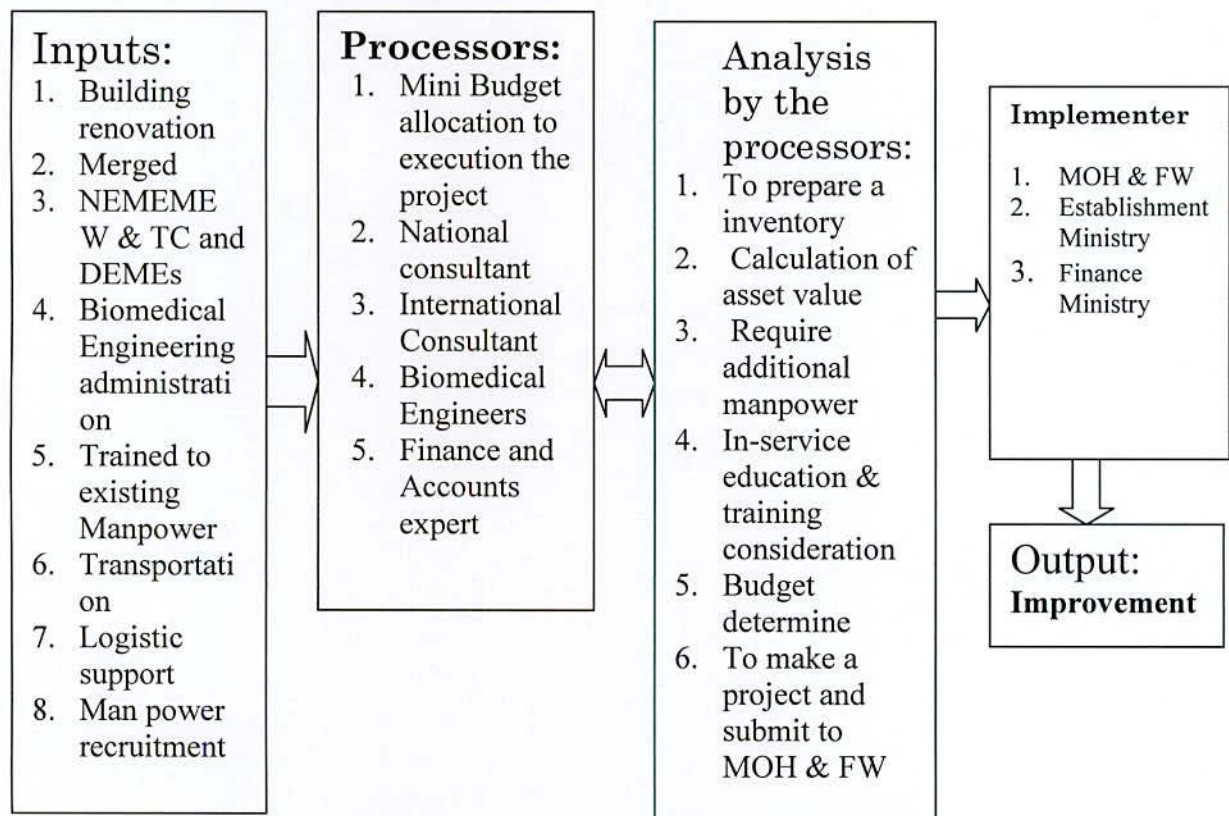 Inputs:
1. Building
renovation
2. Merged
3. NEMEME
W & TC and
DEMEs
4. Biomedical
Engineering
administrati
on
5. Trained to
existing
Manpower
6. Transportati
on
7. Logistic
support
8. Man power
recruitment
Processors:
1. Mini Budget
allocation to
execution the
project
2. National
consultant
3. International
Consultant
4. Biomedical
Engineers
5. Finance and
Accounts
expert
Analysis
by the
processors:
1. To prepare a
inventory
2. Calculation of
asset value
3. Require
additional
manpower
4. In-service
education &
training
consideration
5. Budget
determine
6. To make a
project and
submit to
MOH & FW
Implementer
1. MOH & FW
2. Establishment
Ministry
3. Finance
Ministry
Output:
Improvement